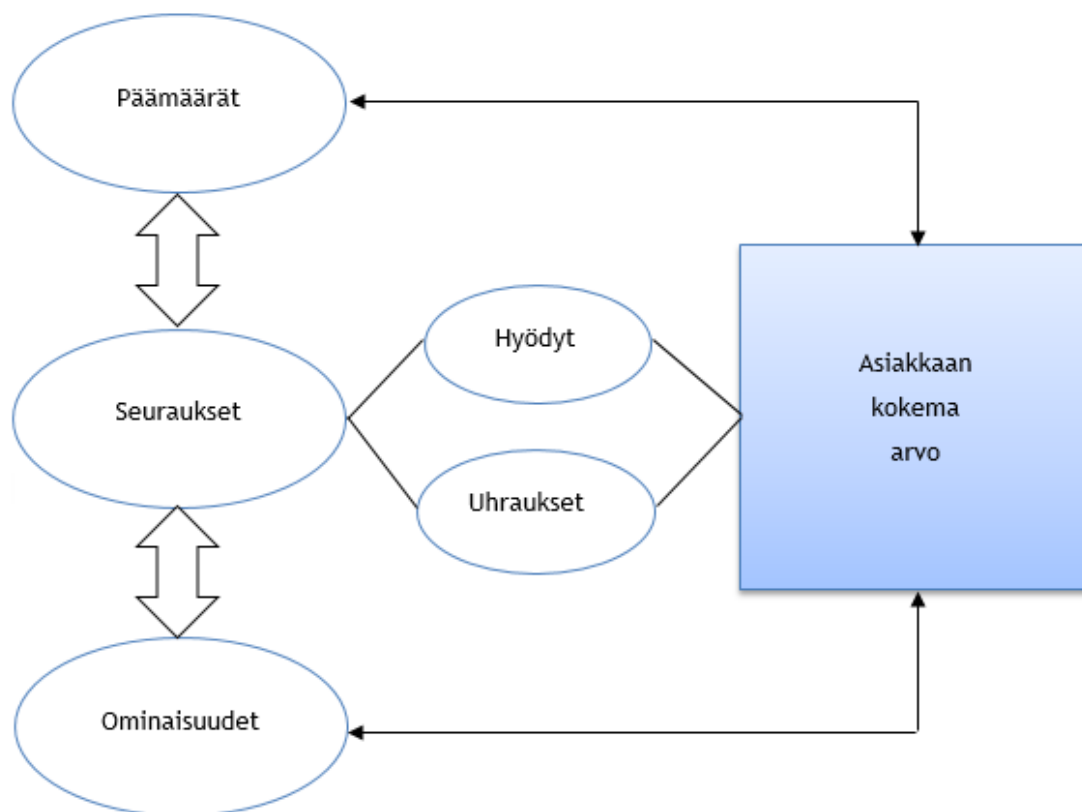 Päämäärät
Hyödyt
Seuraukset
Uhraukset
Asiakkaan
kokema
arvo
Ominaisuudet